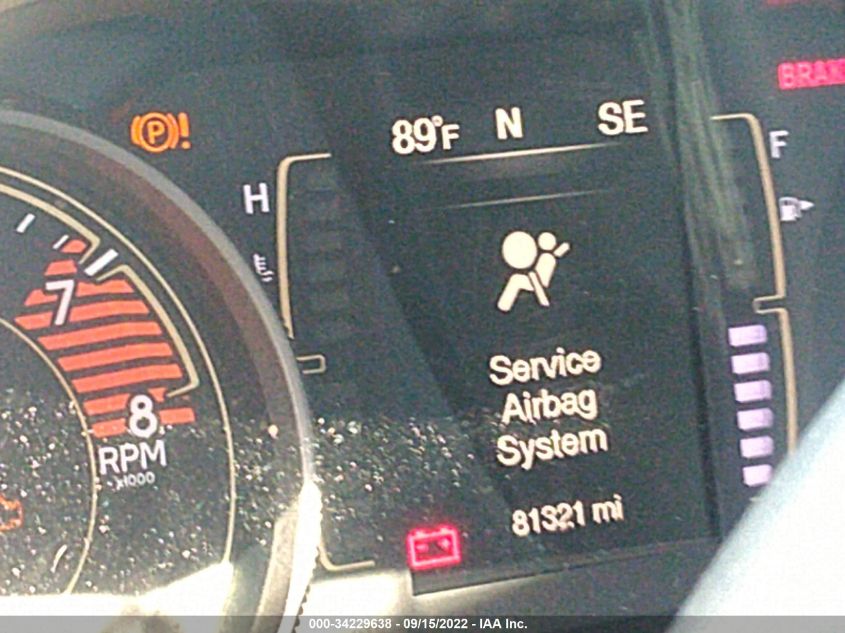 BRAK
P !
89°F N SE
F
H
7
8
RPM
x1000
Service
Airbag
System
81321 mi
000-34229638 - 09/15/2022 - IAA Inc.